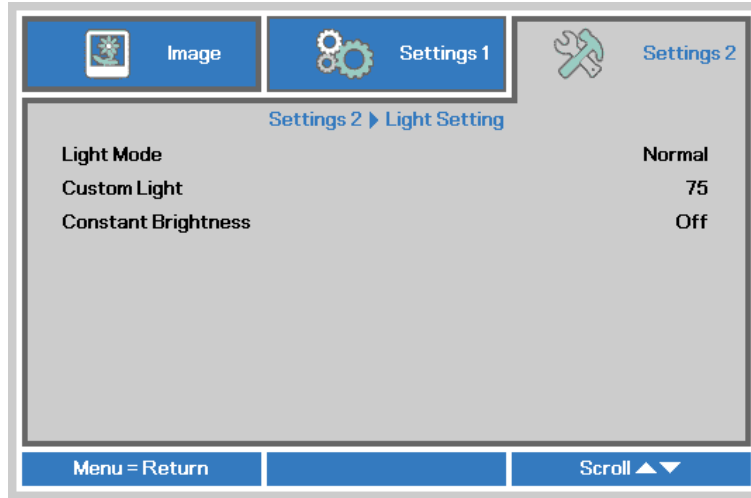 Image Settings 1 Settings 2
Settings 2 ▶ Light Setting
Light Mode Normal
Custom Light 75
Constant Brightness Off
Menu = Return Scroll ▲▼